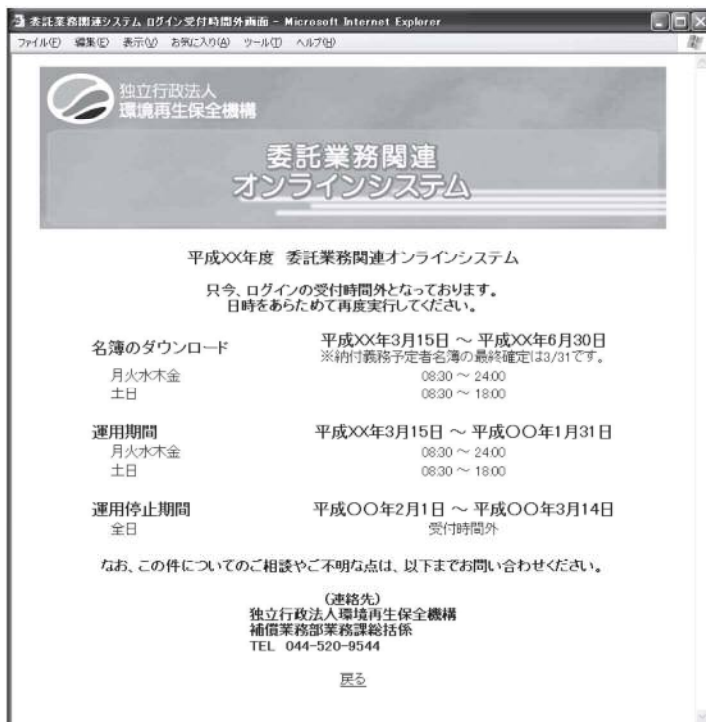 委託業務関連システム ログイン受付時間外画面 - Microsoft Internet Explorer
ファイル(F) 編集(E) 表示(V) お気に入り(A) ツール(T) ヘルプ(H)
独立行政法人
環境再生保全機構
委託業務関連
オンラインシステム
平成XX年度 委託業務関連オンラインシステム
只今、ログインの受付時間外となっております。
日時をあらためて再度実行してください。
名簿のダウンロード 平成XX年3月15日 ～ 平成XX年6月30日
※納付義務予定者名簿の最終確定は3/31です。
月火水木金 08:30 ～ 24:00
土日 08:30 ～ 18:00
運用期間 平成XX年3月15日 ～ 平成〇〇年1月31日
月火水木金 08:30 ～ 24:00
土日 08:30 ～ 18:00
運用停止期間 平成〇〇年2月1日 ～ 平成〇〇年3月14日
全日 受付時間外
なお、この件についてのご相談やご不明な点は、以下までお問い合わせください。
(連絡先)
独立行政法人環境再生保全機構
補償業務部業務課総括係
TEL 044-520-9544
戻る